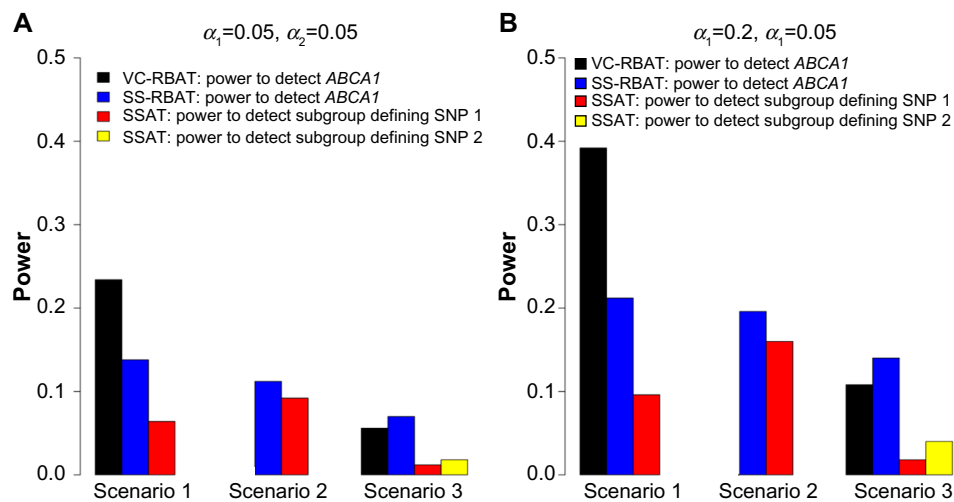 A
α1=0.05, α2=0.05
0.5
0.4
0.3
0.2
0.1
0.0
Power
VC-RBAT: power to detect ABCA1
SS-RBAT: power to detect ABCA1
SSAT: power to detect subgroup defining SNP 1
SSAT: power to detect subgroup defining SNP 2
Scenario 1 Scenario 2 Scenario 3
B
α1=0.2, α1=0.05
0.5
0.4
0.3
0.2
0.1
0.0
Power
VC-RBAT: power to detect ABCA1
SS-RBAT: power to detect ABCA1
SSAT: power to detect subgroup defining SNP 1
SSAT: power to detect subgroup defining SNP 2
Scenario 1 Scenario 2 Scenario 3